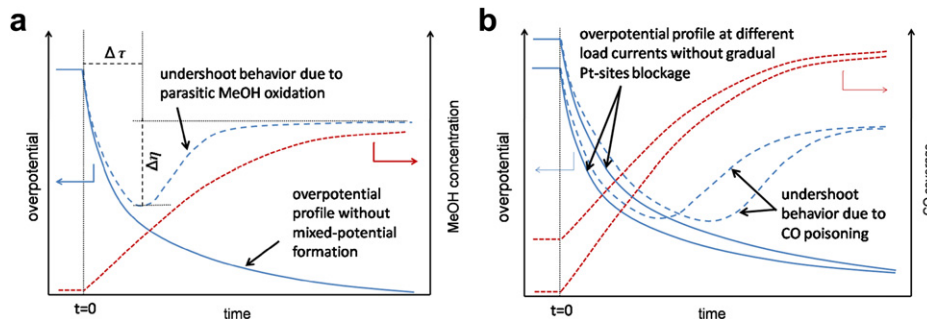 a
Δ τ
undershoot behavior due to
parasitic MeOH oxidation
Δη
overpotential
profile without
mixed-potential
formation
overpotential
MeOH concentration
t=0
time
b
overpotential profile at different
load currents without gradual
Pt-sites blockage
undershoot
behavior due to
CO poisoning
overpotential
t=0
time